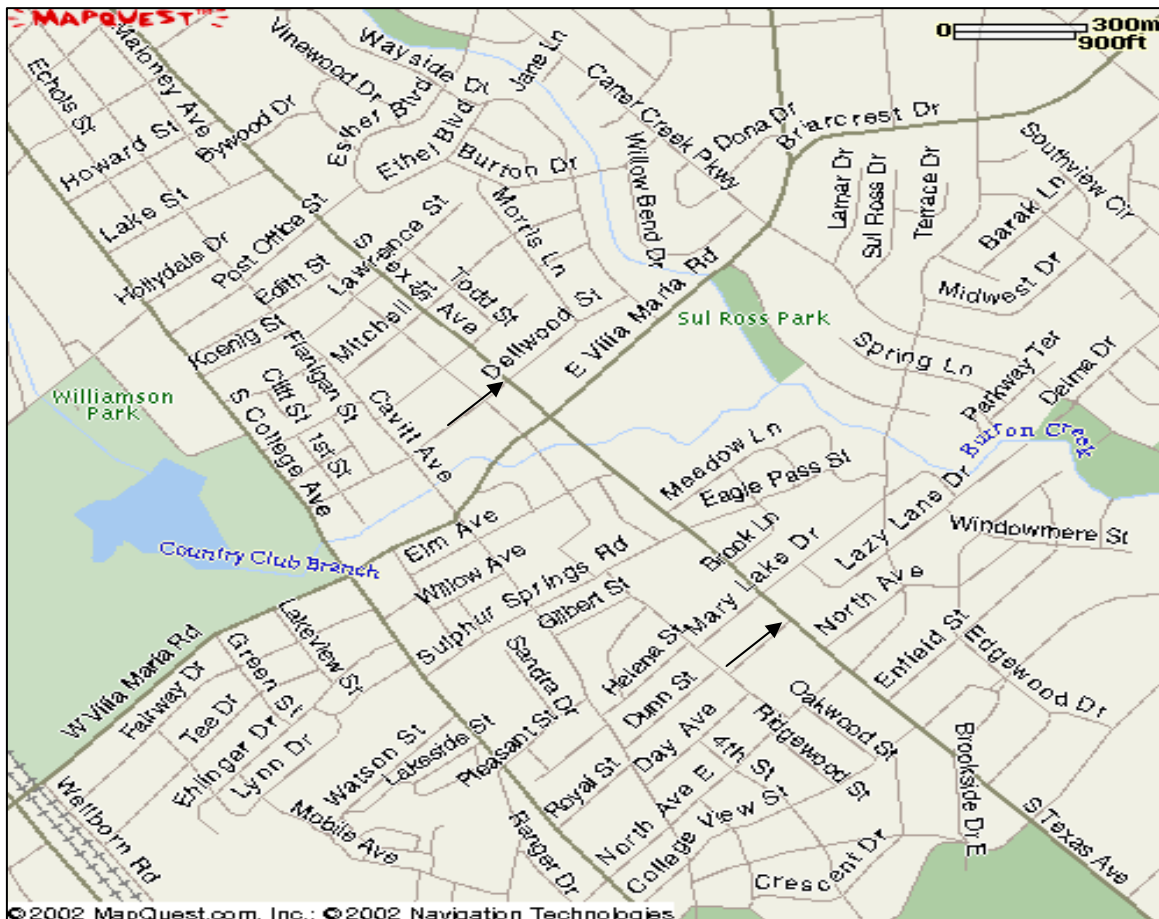 MAPQUEST™
0 300m
900ft
Echols St
Maloney Ave
Vinewood Dr
Wayside Ct
Jane Ln
Carter Creek Pkwy
Dona Dr
Briarcrest Dr
Southview Cir
Howard St
Bywood Dr
Esher Blvd
Ethel Blvd
Burton Dr
Willow Bend Dr
Lamar Dr
Sul Ross Dr
Terrace Dr
Barak Ln
Lake St
Hollydale Dr
Post Office St
Edith St
Lawrence St
S Texas Ave
Todd St
Morris Ln
Midwest Dr
Koenig St
Flanigan St
Mitchell St
Dellwood St
E Villa Maria Rd
Sul Ross Park
Spring Ln
Parkway Ter
Delma Dr
Williamson
Park
Cliff St
1st St
S College Ave
Cavitt Ave
Meadow Ln
Eagle Pass St
Burton Creek
Country Club Branch
Elm Ave
Willow Ave
Sulphur Springs Rd
Gilbert St
Brook Ln
Mary Lake Dr
Lazy Lane Dr
Windowmere St
North Ave
W Villa Maria Rd
Fairway Dr
Green St
Lakeview St
Tee Dr
Ehlinger Dr
Lynn Dr
Sandra Dr
Helena St
Dunn St
Enfield St
Edgewood Dr
Oakwood St
Ridgewood St
Watson St
Lakeside St
Pleasant St
Royal St
Day Ave
4th St
Brookside Dr E
Wellborn Rd
Mobile Ave
Ranger Dr
North Ave E
College View St
Crescent Dr
S Texas Ave
©2002 MapQuest.com, Inc.; ©2002 Navigation Technologies